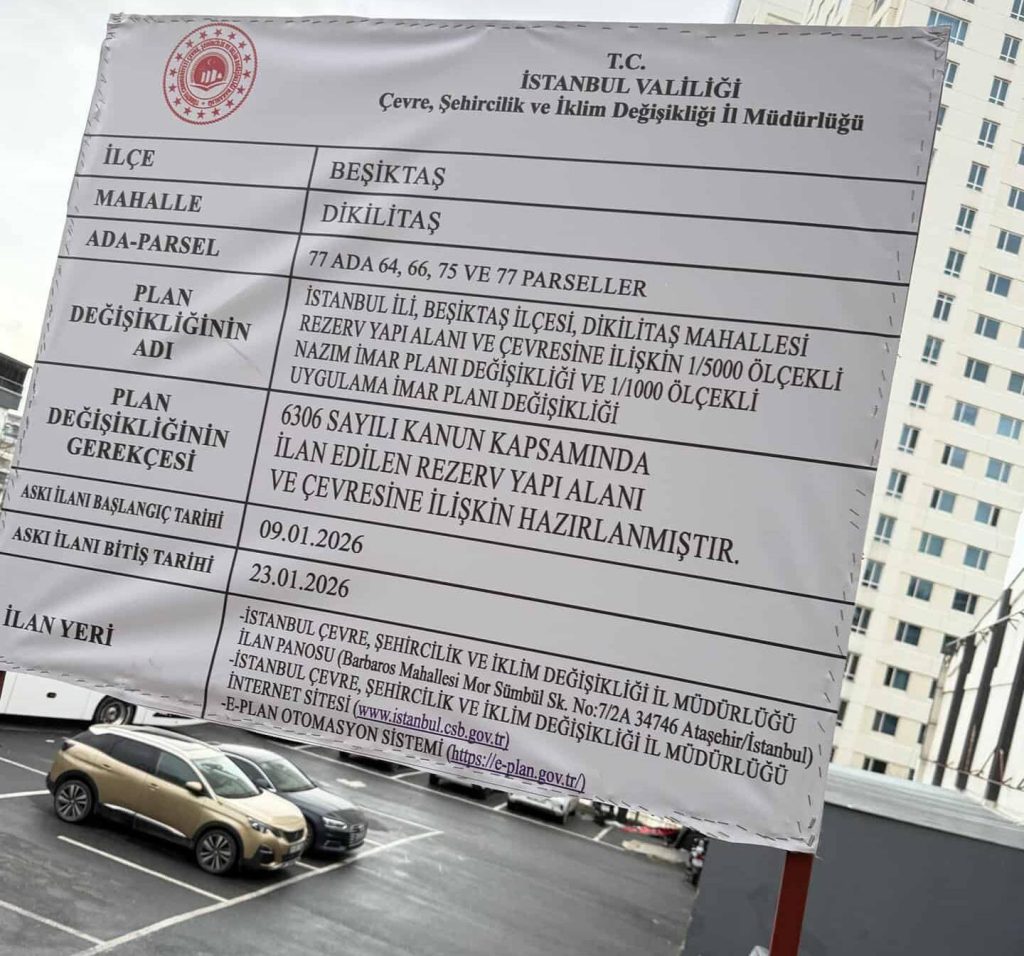 T.C.
İSTANBUL VALİLİĞİ
Çevre, Şehircilik ve İklim Değişikliği İl Müdürlüğü
İLÇE
BEŞİKTAŞ
MAHALLE
DİKİLİTAŞ
ADA-PARSEL
77 ADA 64, 66, 75 VE 77 PARSELLER
PLAN
DEĞİŞİKLİĞİNİN
ADI
İSTANBUL İLİ, BEŞİKTAŞ İLÇESİ, DİKİLİTAŞ MAHALLESİ
REZERV YAPI ALANI VE ÇEVRESİNE İLİŞKİN 1/5000 ÖLÇEKLİ
NAZIM İMAR PLANI DEĞİŞİKLİĞİ VE 1/1000 ÖLÇEKLİ
UYGULAMA İMAR PLANI DEĞİŞİKLİĞİ
PLAN
DEĞİŞİKLİĞİNİN
GEREKÇESİ
6306 SAYILI KANUN KAPSAMINDA
İLAN EDİLEN REZERV YAPI ALANI
VE ÇEVRESİNE İLİŞKİN HAZIRLANMIŞTIR.
ASKI İLANI BAŞLANGIÇ TARİHİ
09.01.2026
ASKI İLANI BİTİŞ TARİHİ
23.01.2026
İLAN YERİ
-İSTANBUL ÇEVRE, ŞEHİRCİLİK VE İKLİM DEĞİŞİKLİĞİ İL MÜDÜRLÜĞÜ
İLAN PANOSU (Barbaros Mahallesi Mor Sümbül Sk. No:7/2A 34746 Ataşehir/İstanbul)
-İSTANBUL ÇEVRE, ŞEHİRCİLİK VE İKLİM DEĞİŞİKLİĞİ İL MÜDÜRLÜĞÜ
İNTERNET SİTESİ (www.istanbul.csb.gov.tr)
-E-PLAN OTOMASYON SİSTEMİ (https://e-plan.gov.tr/)